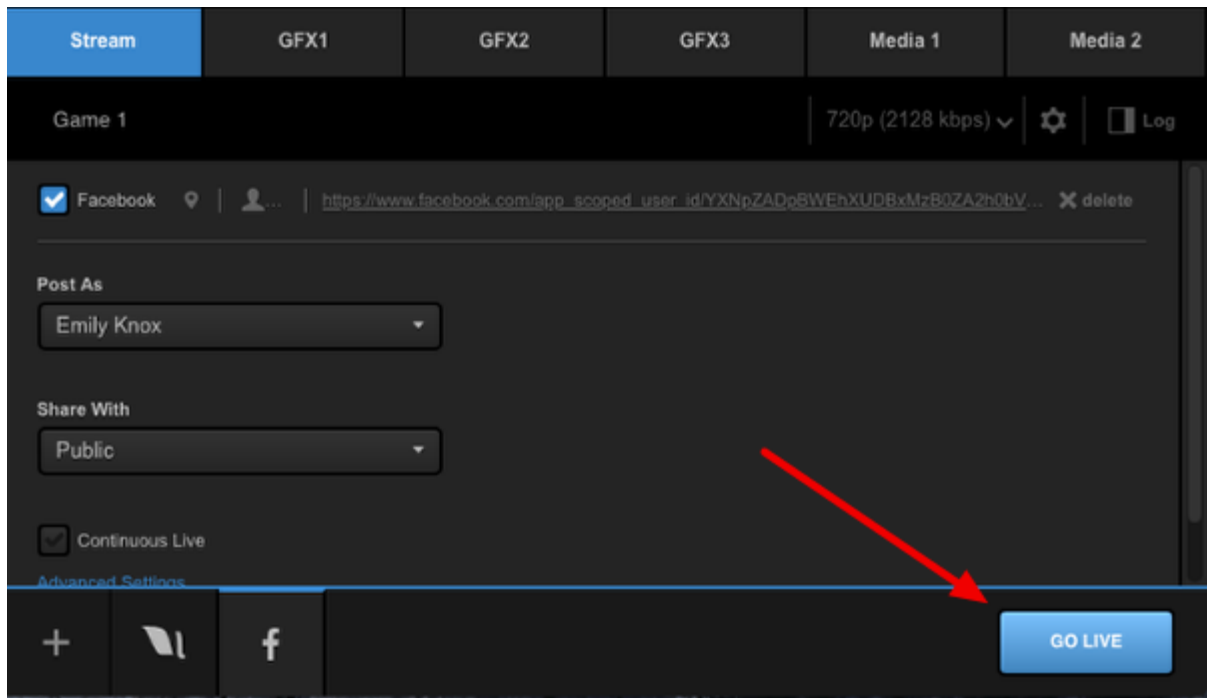 Stream GFX1 GFX2 GFX3 Media 1 Media 2
Game 1 720p (2128 kbps) Log
Facebook ... https://www.facebook.com/app_scoped_user_id/YXNpZADpBWEhXUDBxMzB0ZA2h0bV... delete
Post As
Emily Knox
Share With
Public
Continuous Live
Advanced Settings
GO LIVE